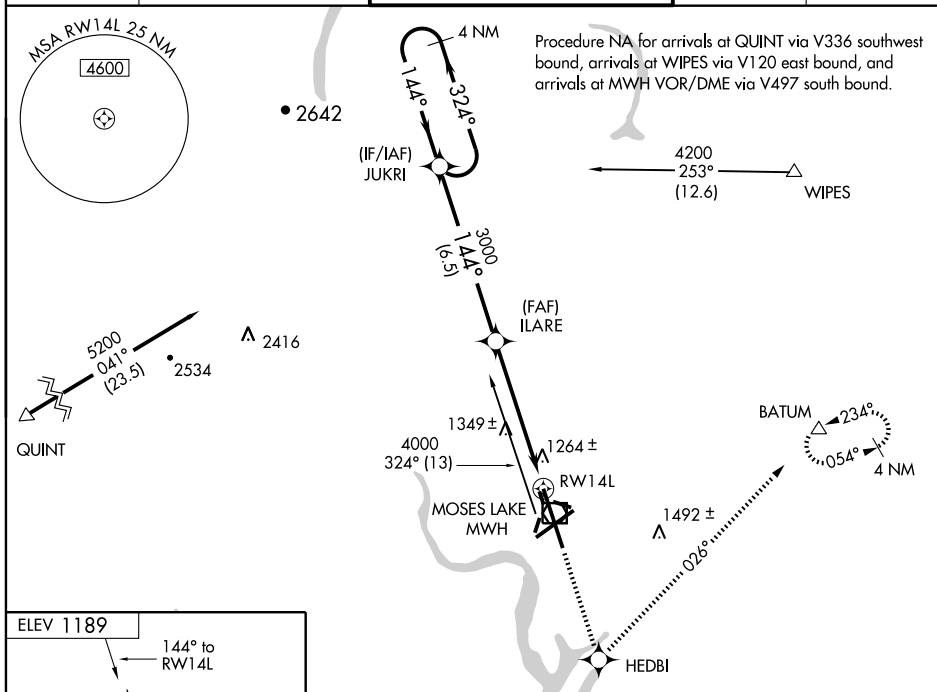 MSA RW14L 25 NM
4600
2642
4 NM
144°
324°
Procedure NA for arrivals at QUINT via V336 southwest
bound, arrivals at WIPES via V120 east bound, and
arrivals at MWH VOR/DME via V497 south bound.
(IF/IAF)
JUKRI
4200
253°
(12.6)
WIPES
3000
144°
(6.5)
(FAF)
ILARE
5200
041°
(23.5)
2534
2416
QUINT
1349 ±
1264 ±
4000
324° (13)
RW14L
MOSES LAKE
MWH
BATUM
234°
054°
4 NM
1492 ±
026°
HEDBI
ELEV 1189
144° to
RW14L